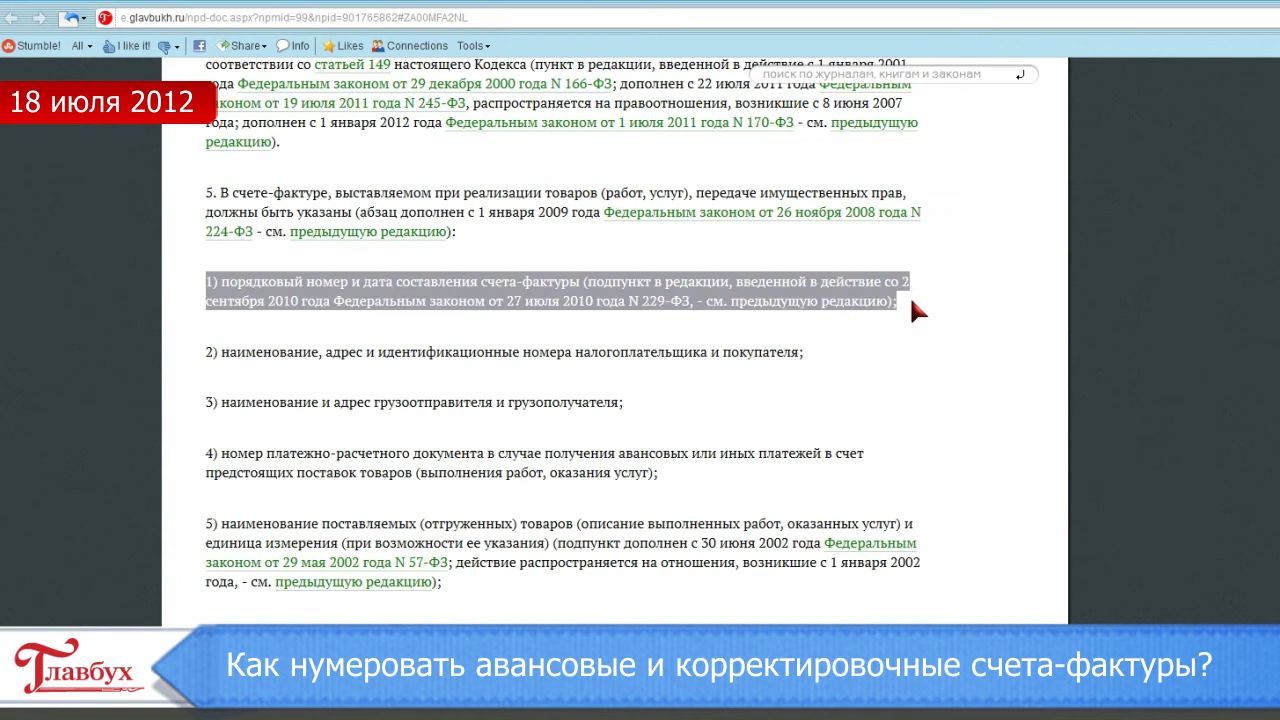 e.glavbukh.ru/npd-doc.aspx?npmid=99&npid=901765862#ZA00MFA2NL
Stumble! All I like it! Share Info Likes Connections Tools
соответствии со статьей 149 настоящего Кодекса (пункт в редакции, введенной в действие с 1 января 2001
поиск по журналам, книгам и законам
года Федеральным законом от 29 декабря 2000 года N 166-ФЗ; дополнен с 22 июля 2011 года Федеральным
18 июля 2012
законом от 19 июля 2011 года N 245-ФЗ, распространяется на правоотношения, возникшие с 8 июня 2007
года; дополнен с 1 января 2012 года Федеральным законом от 1 июля 2011 года N 170-ФЗ - см. предыдущую
редакцию).
5. В счете-фактуре, выставляемом при реализации товаров (работ, услуг), передаче имущественных прав,
должны быть указаны (абзац дополнен с 1 января 2009 года Федеральным законом от 26 ноября 2008 года N
224-ФЗ - см. предыдущую редакцию):
1) порядковый номер и дата составления счета-фактуры (подпункт в редакции, введенной в действие со 2
сентября 2010 года Федеральным законом от 27 июля 2010 года N 229-ФЗ, - см. предыдущую редакцию);
2) наименование, адрес и идентификационные номера налогоплательщика и покупателя;
3) наименование и адрес грузоотправителя и грузополучателя;
4) номер платежно-расчетного документа в случае получения авансовых или иных платежей в счет
предстоящих поставок товаров (выполнения работ, оказания услуг);
5) наименование поставляемых (отгруженных) товаров (описание выполненных работ, оказанных услуг) и
единица измерения (при возможности ее указания) (подпункт дополнен с 30 июня 2002 года Федеральным
законом от 29 мая 2002 года N 57-ФЗ; действие распространяется на отношения, возникшие с 1 января 2002
года, - см. предыдущую редакцию);
Главбух
Как нумеровать авансовые и корректировочные счета-фактуры?